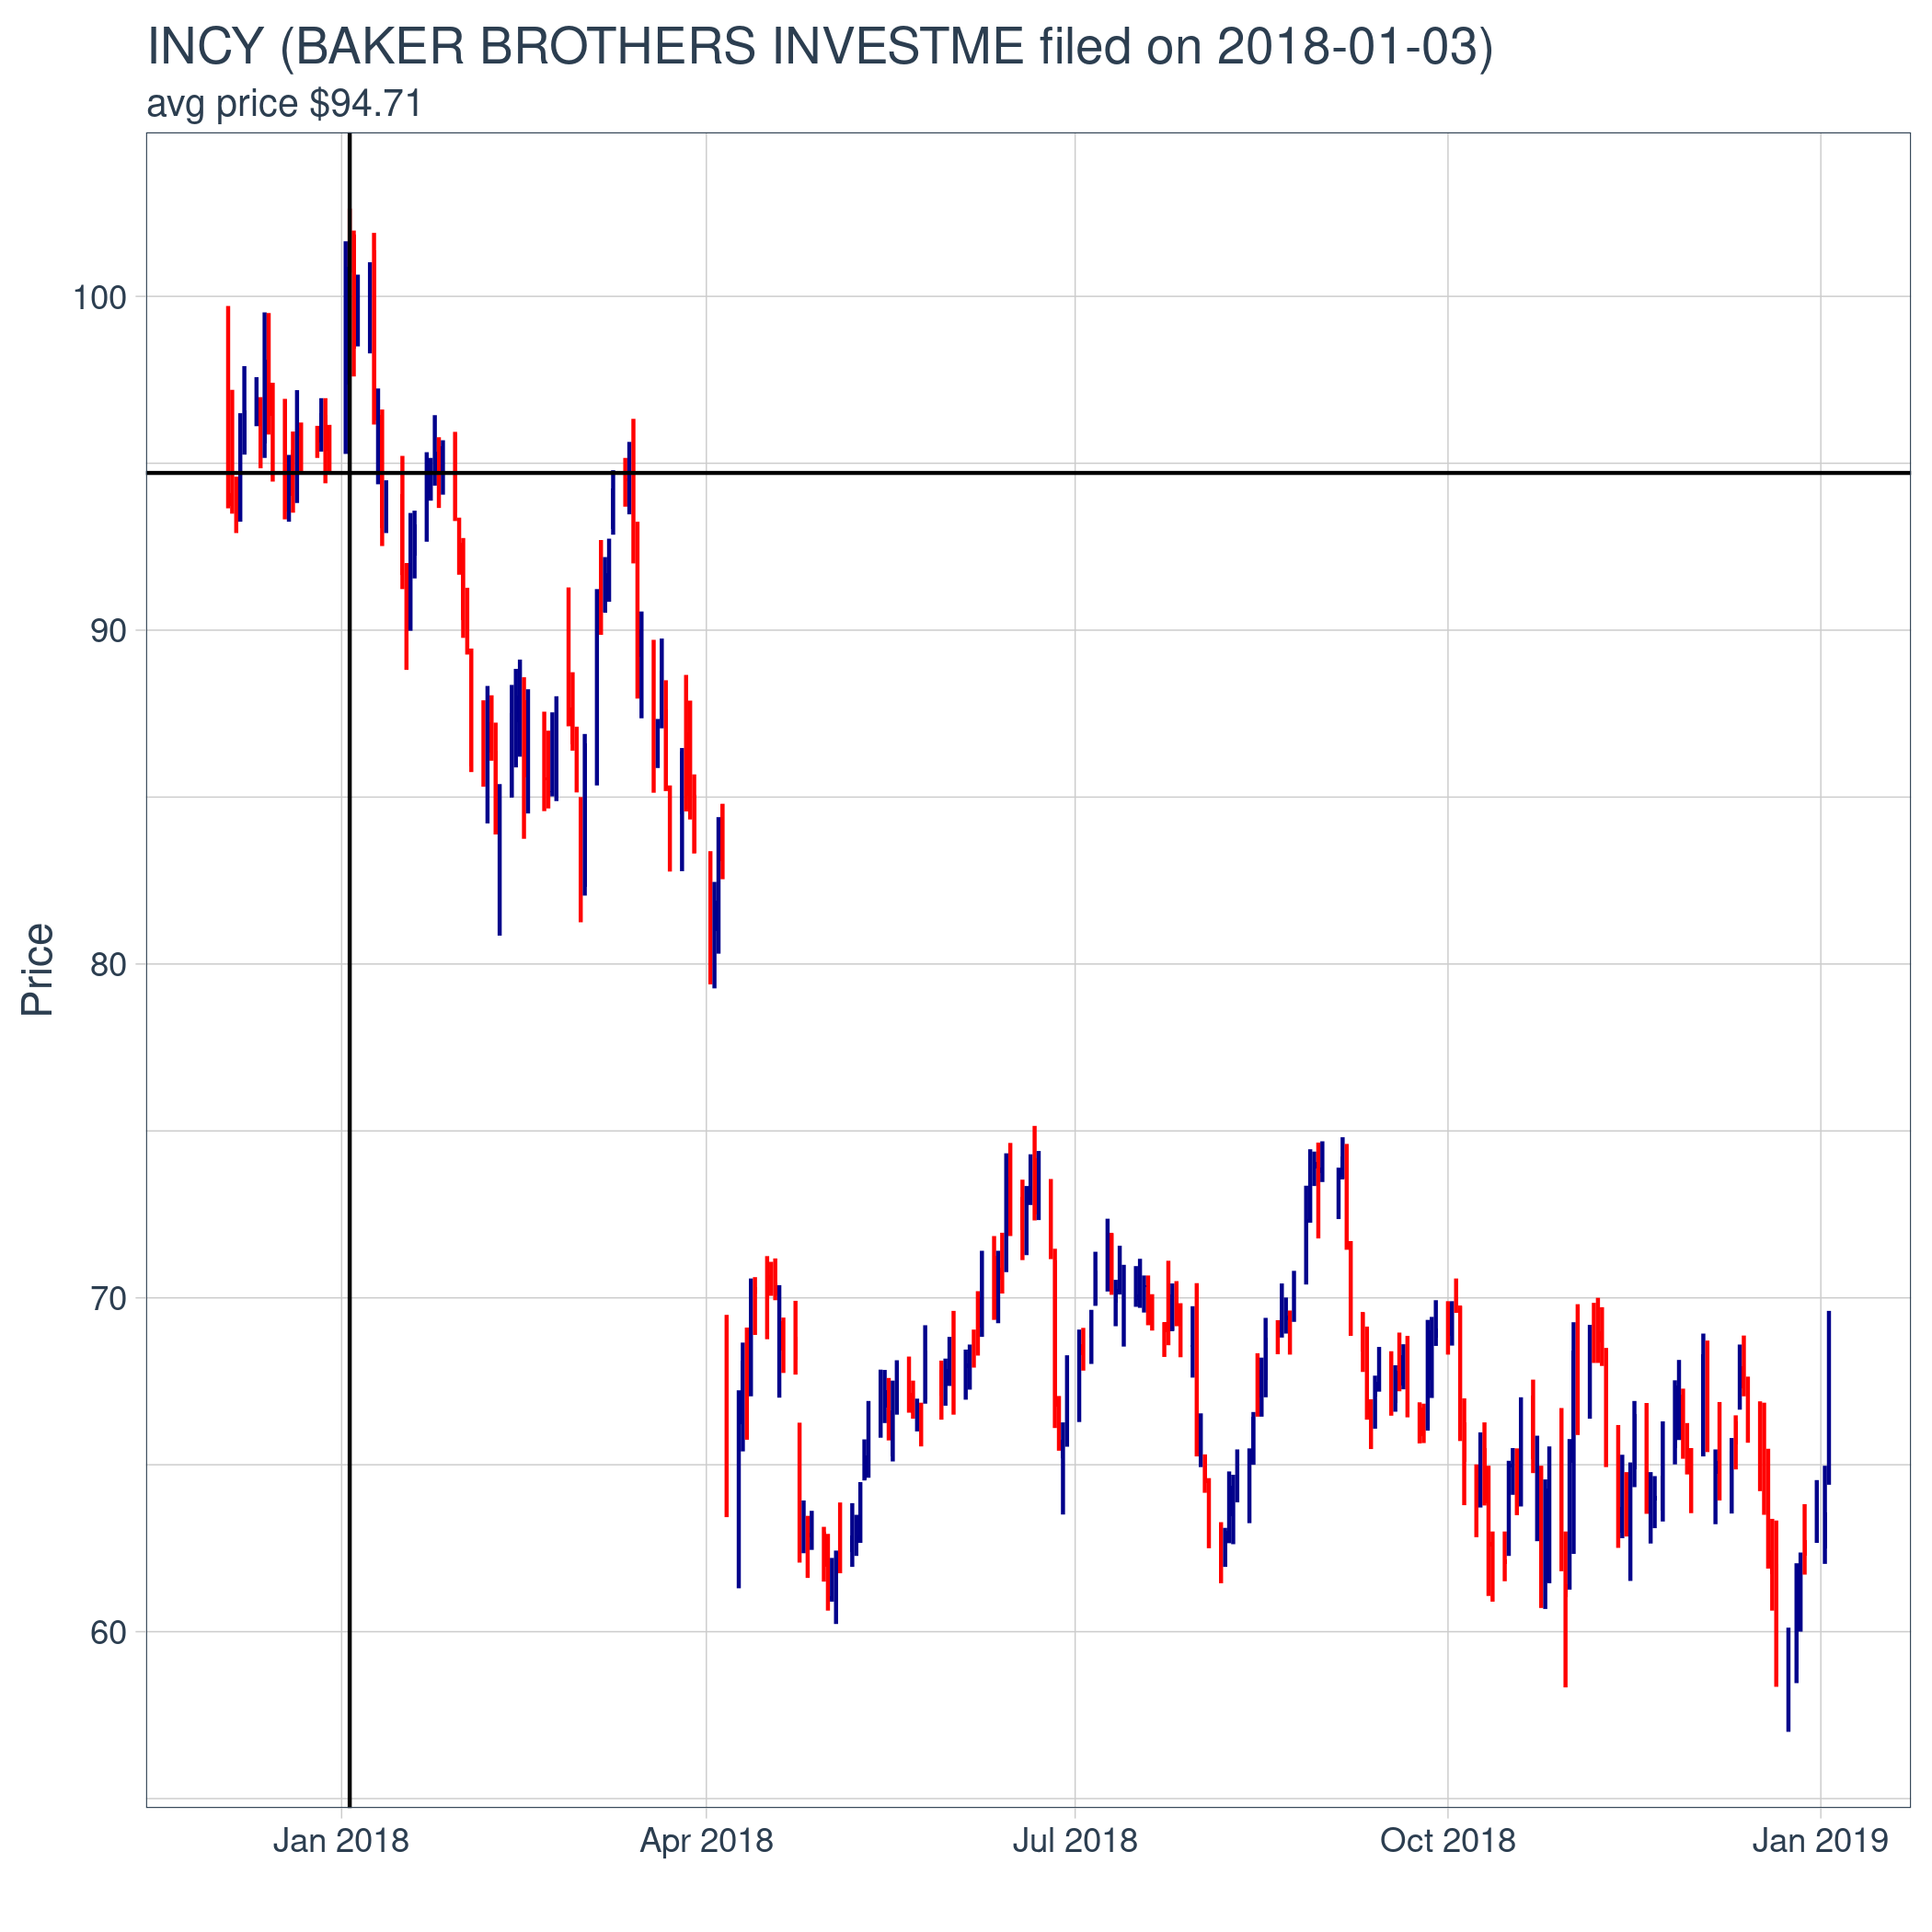 INCY (BAKER BROTHERS INVESTME filed on 2018-01-03)
avg price $94.71
100
90
80
70
60
Price
Jan 2018 Apr 2018 Jul 2018 Oct 2018 Jan 2019